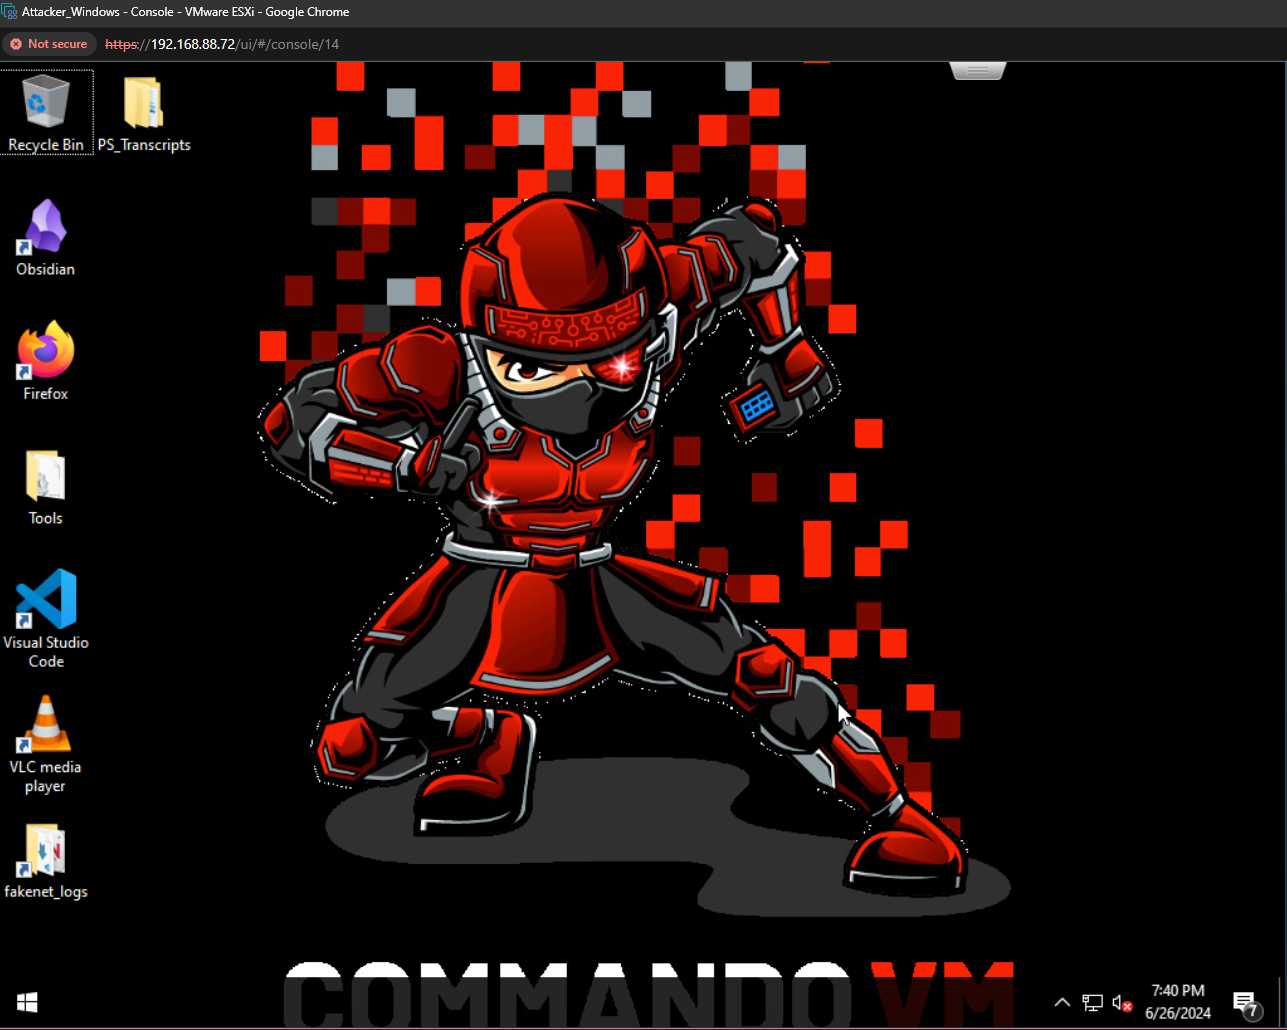 Attacker_Windows - Console - VMware ESXi - Google Chrome
Not secure https://192.168.88.72/ui/#/console/14
Recycle Bin
PS_Transcripts
Obsidian
Firefox
Tools
Visual Studio
Code
VLC media
player
fakenet_logs
COMMANDO VM
7:40 PM
6/26/2024
7